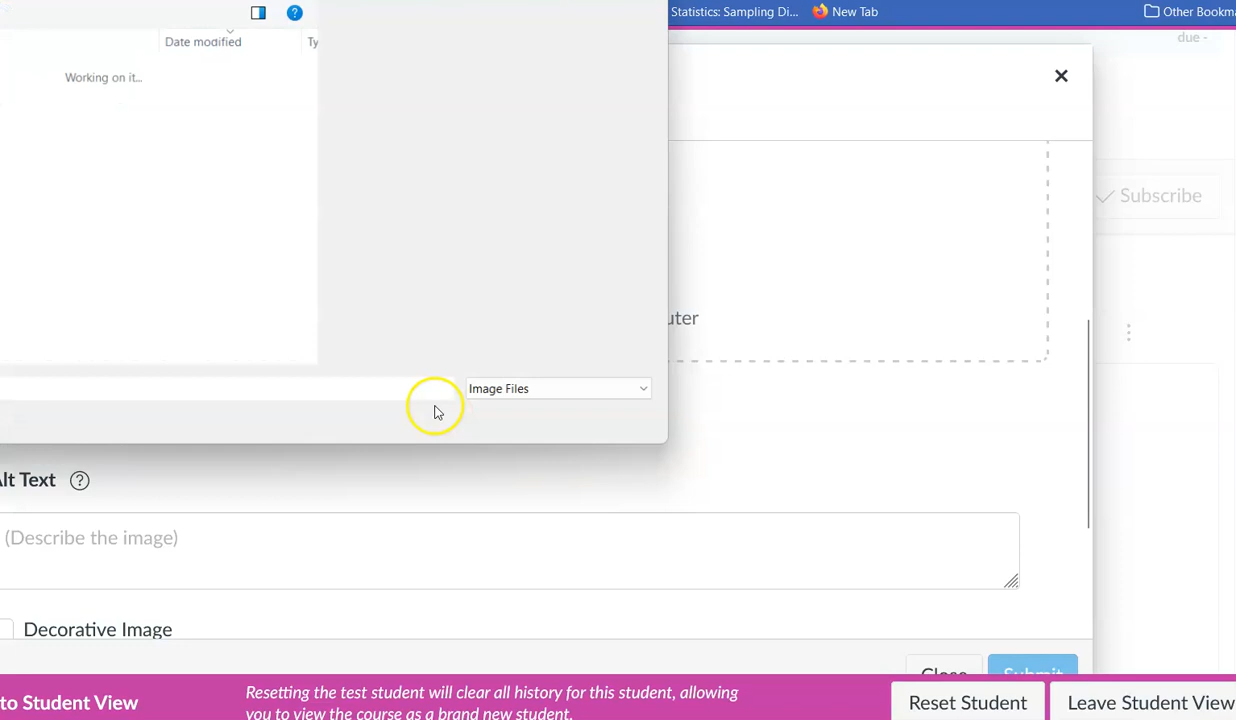 Statistics: Sampling Di...
New Tab
Other Bookma
due -
Date modified
Ty
Working on it...
Subscribe
uter
Image Files
Alt Text
(Describe the image)
Decorative Image
Close
Submit
to Student View
Resetting the test student will clear all history for this student, allowing
you to view the course as a brand new student.
Reset Student
Leave Student View